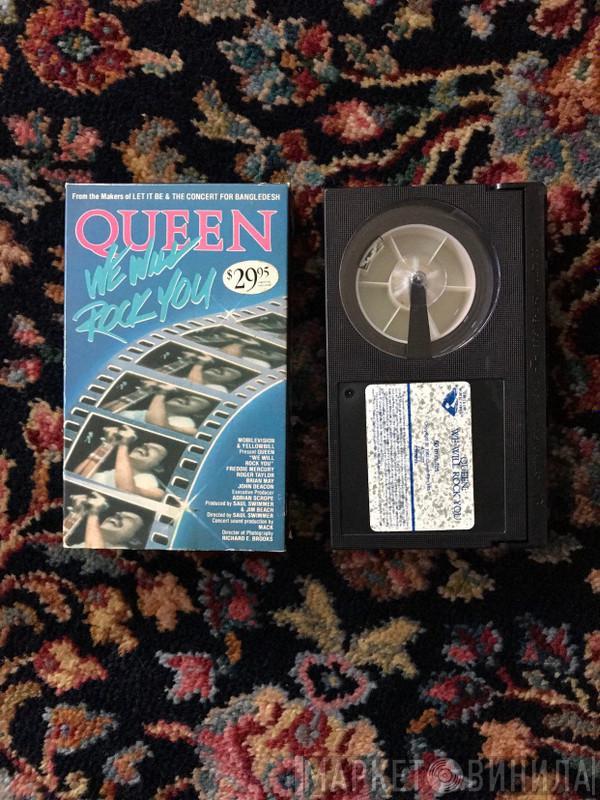 From the Makers of LET IT BE & THE CONCERT FOR BANGLEDESH
QUEEN
WE WILL
ROCK YOU
$29.95
MOBILEVISION
& YELLOWBILL
Present QUEEN
"WE WILL
ROCK YOU"
FREDDIE MERCURY
ROGER TAYLOR
BRIAN MAY
JOHN DEACON
Executive Producer
ADRIAN SCROPE
Produced by SAUL SWIMMER
& JIM BEACH
Directed by SAUL SWIMMER
Concert sound production by
MACK
Director of Photography
RICHARD E. BROOKS
QUEEN:
WE WILL ROCK YOU
МАРКЕТ ВИНИЛА